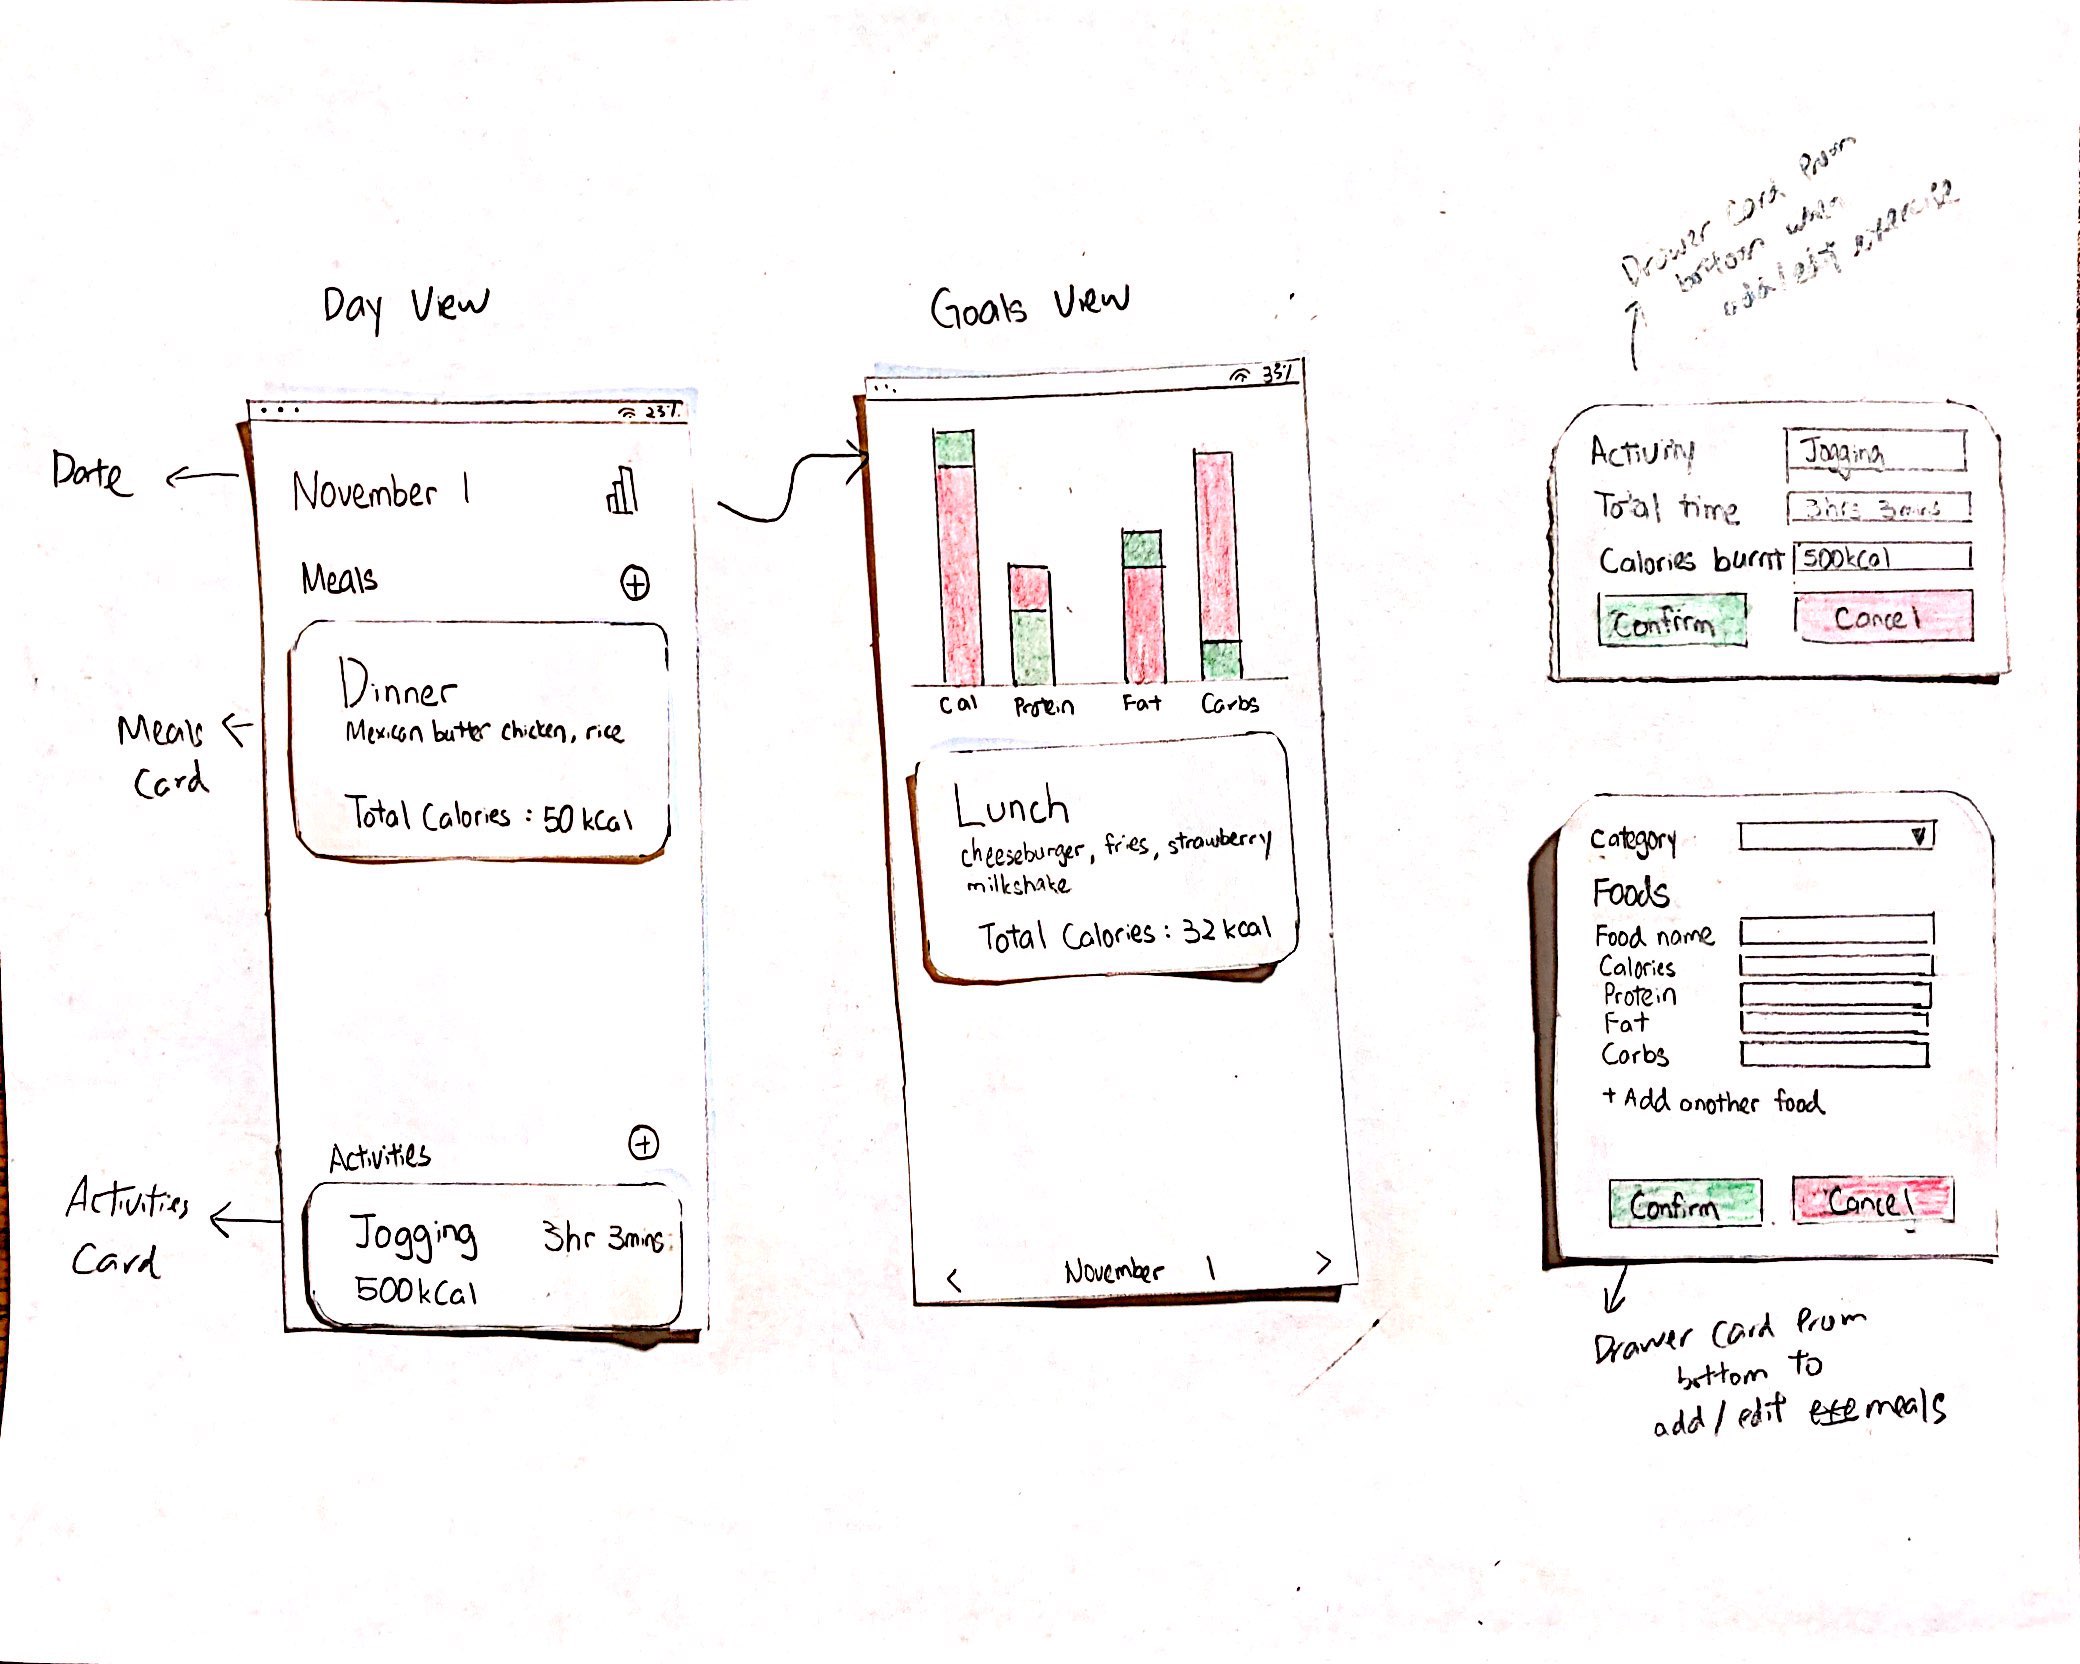 Day View
Date
23%
November 1
Meals
Meals
Card
Dinner
Mexican butter chicken, rice
Total Calories : 50 kCal
Activities
Activities
Card
Jogging 3hr 3mins
500kCal
Goals View
33%
Cal Protein Fat Carbs
Lunch
cheeseburger, fries, strawberry
milkshake
Total Calories : 32 kcal
< November 1 >
Drawer Card from
bottom when
add/edit exercise
Activity Jogging
Total time 3hrs 3mins
Calories burnt 500kCal
Confirm Cancel
Category
Foods
Food name
Calories
Protein
Fat
Carbs
+ Add another food
Confirm Cancel
Drawer Card from
bottom to
add / edit meals